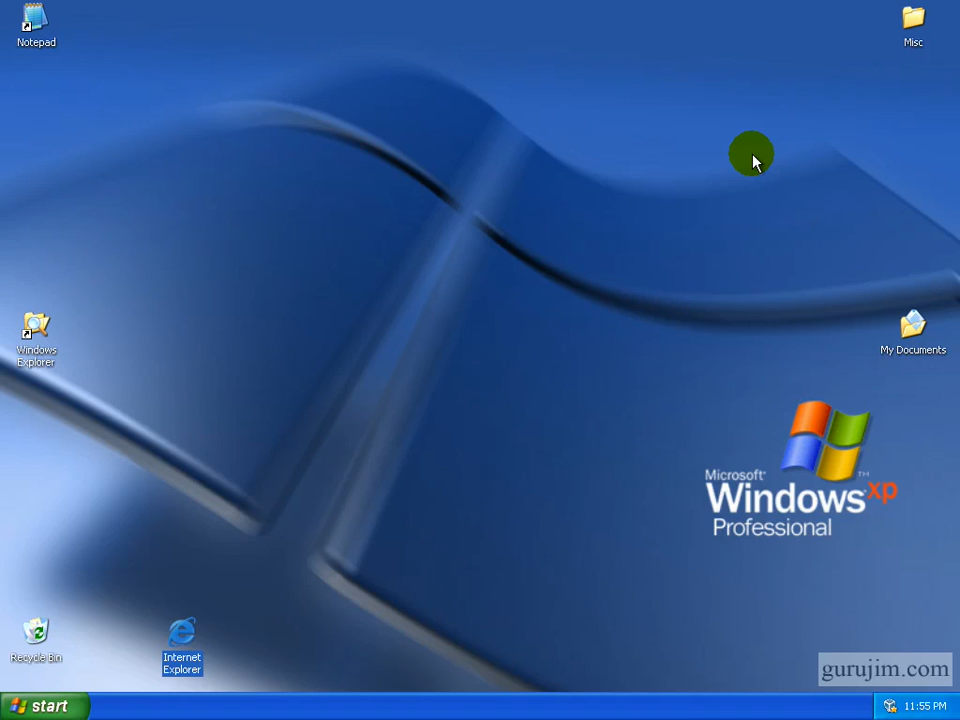 Notepad
Misc
Windows
Explorer
My Documents
Microsoft
Windows xp
TM
Professional
Recycle Bin
Internet
Explorer
gurujim.com
start
11:55 PM